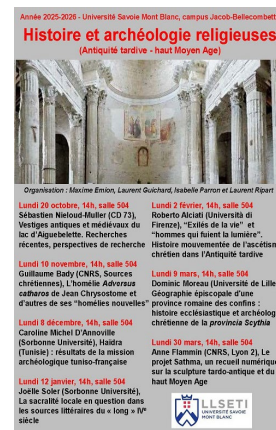 Année 2025-2026 - Université Savoie Mont Blanc, campus Jacob-Bellecombett
Histoire et archéologie religieuses
(Antiquité tardive - haut Moyen Age)
Organisation : Maxime Emion, Laurent Guichard, Isabelle Parron et Laurent Ripart
Lundi 20 octobre, 14h, salle 504
Sébastien Nieloud-Muller (CD 73),
Vestiges antiques et médiévaux du
lac d'Aiguebelette. Recherches
récentes, perspectives de recherche
Lundi 10 novembre, 14h, salle 504
Guillaume Bady (CNRS, Sources
chrétiennes), L'homélie Adversus
catharos de Jean Chrysostome et
d'autres de ses "homélies nouvelles"
Lundi 8 décembre, 14h, salle 504
Caroline Michel D'Annoville
(Sorbonne Université), Haïdra
(Tunisie) : résultats de la mission
archéologique tuniso-française
Lundi 12 janvier, 14h, salle 504
Joëlle Soler (Sorbonne Université),
La sacralité locale en question dans
les sources littéraires du « long » IVe
siècle
Lundi 2 février, 14h, salle 504
Roberto Alciati (Università di
Firenze), "Exilés de la vie" et
"hommes qui fuient la lumière".
Histoire mouvementée de l'ascétism
chrétien dans l'Antiquité tardive
Lundi 9 mars, 14h, salle 504
Dominic Moreau (Université de Lille
Géographie épiscopale d'une
province romaine des confins :
histoire ecclésiastique et archéolog
chrétienne de la provincia Scythia
Lundi 30 mars, 14h, salle 504
Anne Flammin (CNRS, Lyon 2), Le
projet Sathma, un recueil numérique
sur la sculpture tardo-antique et du
haut Moyen Age
LLSETI
UNIVERSITÉ SAVOIE
MONT BLANC